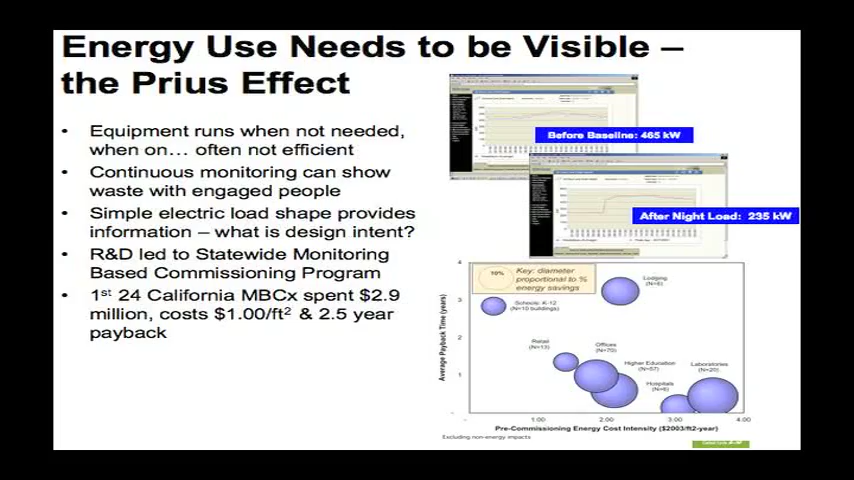 Energy Use Needs to be Visible –
the Prius Effect
• Equipment runs when not needed,
when on… often not efficient
• Continuous monitoring can show
waste with engaged people
• Simple electric load shape provides
information – what is design intent?
• R&D led to Statewide Monitoring
Based Commissioning Program
• 1st 24 California MBCx spent $2.9
million, costs $1.00/ft2 & 2.5 year
payback
Before Baseline: 465 kW
After Night Load: 235 kW
10%
Key: diameter
proportional to %
energy savings
Lodging
(N=6)
Schools: K-12
(N=10 buildings)
Retail
(N=13)
Offices
(N=70)
Higher Education
(N=57)
Hospitals
(N=6)
Laboratories
(N=20)
Average Payback Time (years)
4
3
2
1
-
- 1.00 2.00 3.00 4.00
Pre-Commissioning Energy Cost Intensity ($2003/ft2-year)
Excluding non-energy impacts